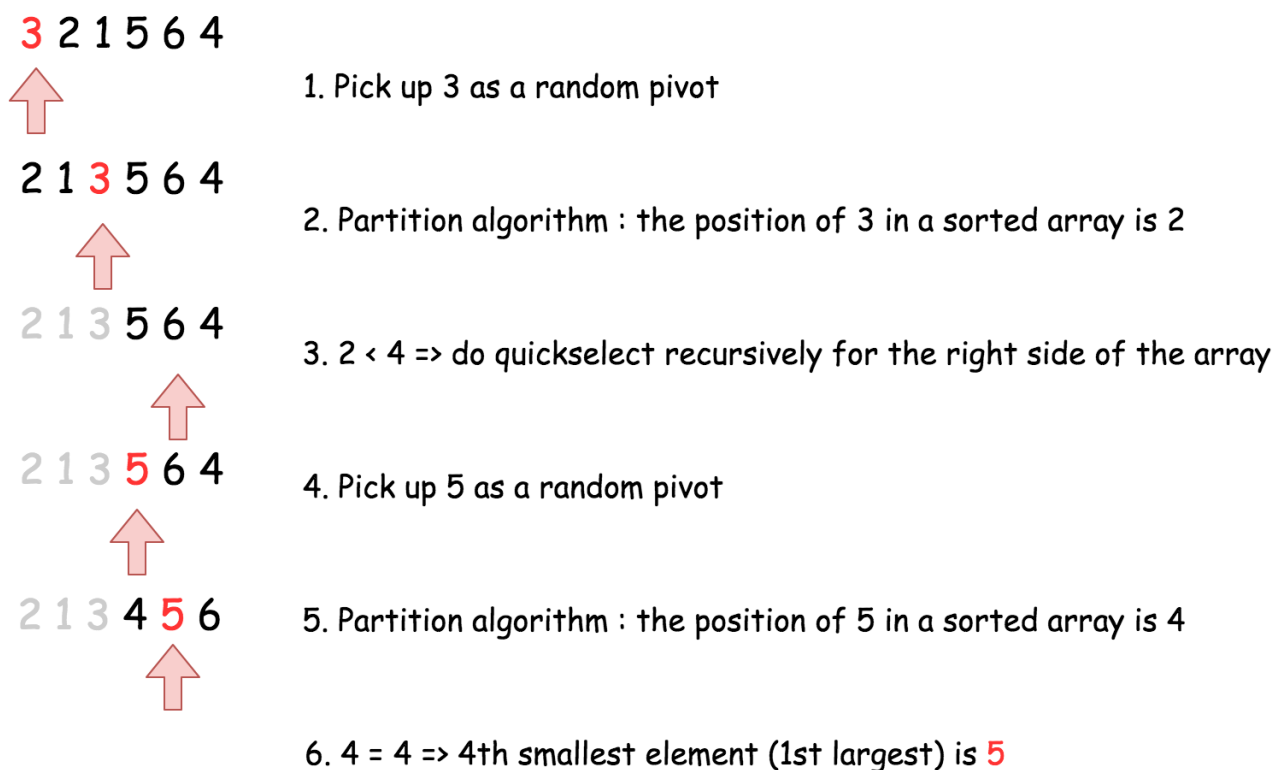 3 2 1 5 6 4
1. Pick up 3 as a random pivot
2 1 3 5 6 4
2. Partition algorithm : the position of 3 in a sorted array is 2
2 1 3 5 6 4
3. 2 < 4 => do quickselect recursively for the right side of the array
2 1 3 5 6 4
4. Pick up 5 as a random pivot
2 1 3 4 5 6
5. Partition algorithm : the position of 5 in a sorted array is 4
6. 4 = 4 => 4th smallest element (1st largest) is 5